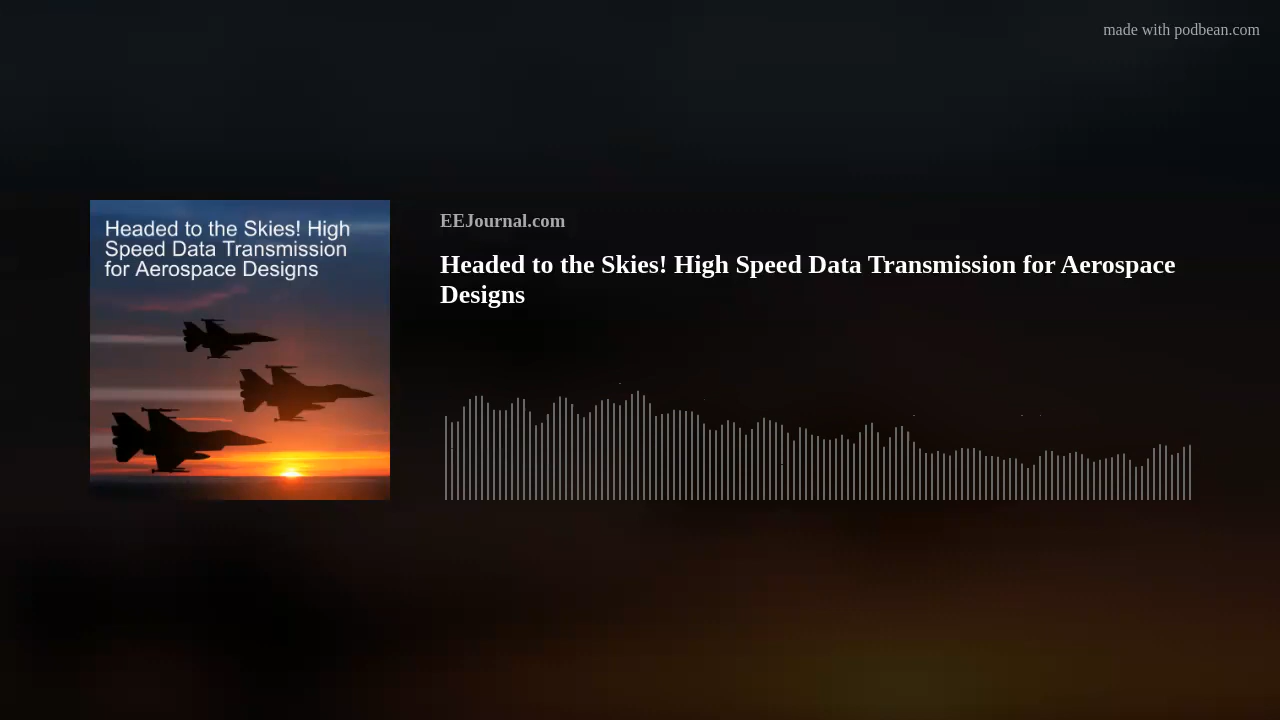 made with podbean.com
Headed to the Skies! High
Speed Data Transmission
for Aerospace Designs
EEJournal.com
Headed to the Skies! High Speed Data Transmission for Aerospace
Designs